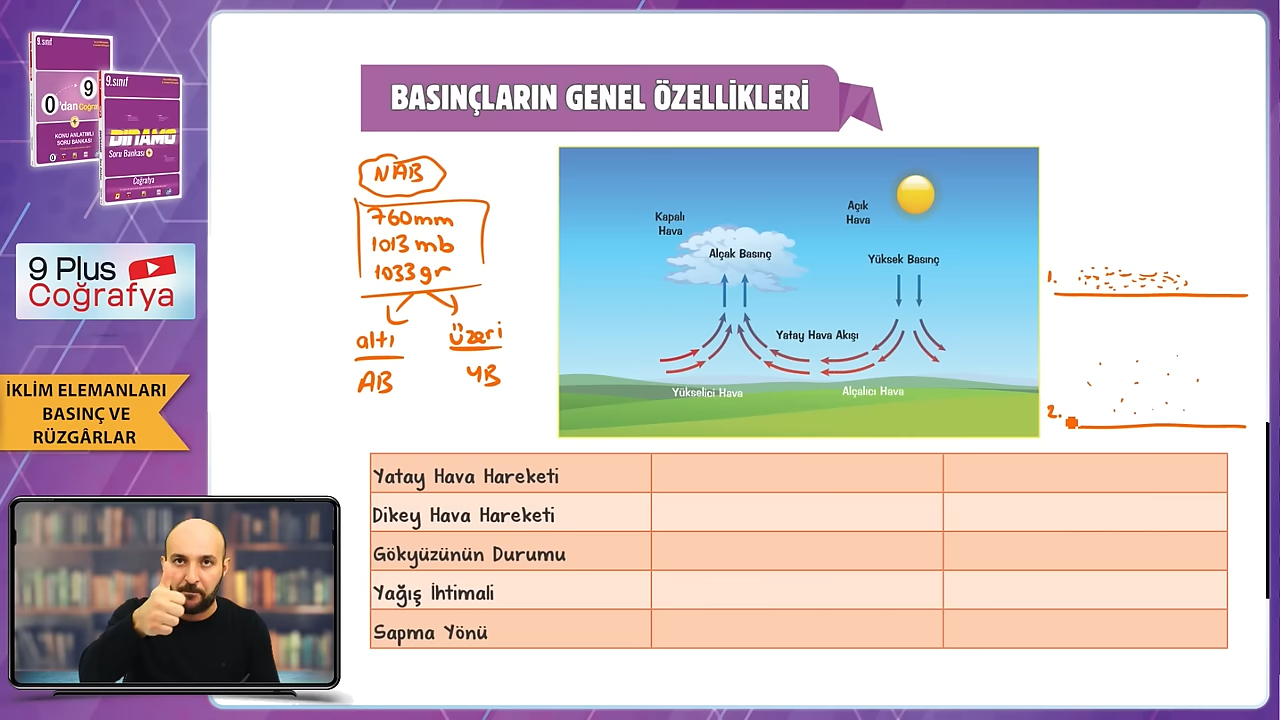 9.sınıf
0'dan
9
KONU ANLATIMLI
SORU BANKASI
9.sınıf
DİNAMO
Soru Bankası
Coğrafya
9 Plus
Coğrafya
İKLİM ELEMANLARI
BASINÇ VE
RÜZGÂRLAR
BASINÇLARIN GENEL ÖZELLİKLERİ
NAB
760mm
1013 mb
1033gr
altı
üzeri
AB
YB
Kapalı
Hava
Açık
Hava
Alçak Basınç
Yüksek Basınç
Yatay Hava Akışı
Yükselici Hava
Alçalıcı Hava
1.
2.
Yatay Hava Hareketi
Dikey Hava Hareketi
Gökyüzünün Durumu
Yağış İhtimali
Sapma Yönü